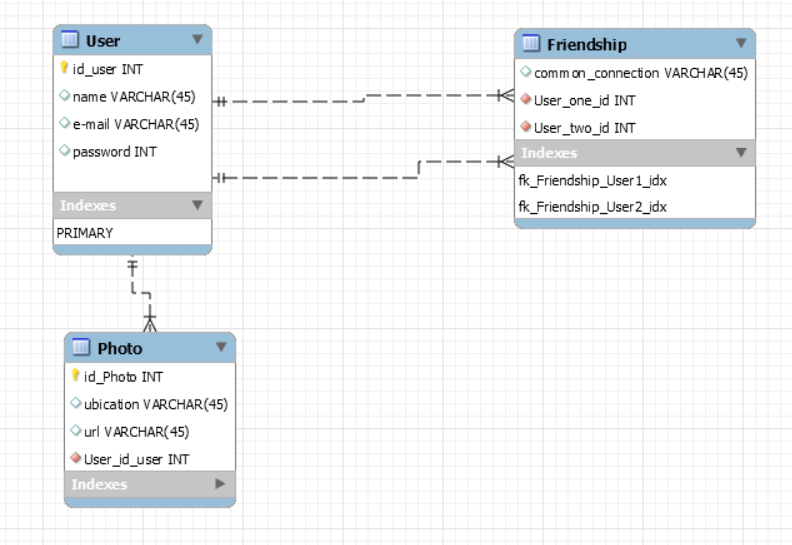 User
id_user INT
name VARCHAR(45)
e-mail VARCHAR(45)
password INT
Indexes
PRIMARY
Friendship
common_connection VARCHAR(45)
User_one_id INT
User_two_id INT
Indexes
fk_Friendship_User1_idx
fk_Friendship_User2_idx
Photo
id_Photo INT
ubication VARCHAR(45)
url VARCHAR(45)
User_id_user INT
Indexes